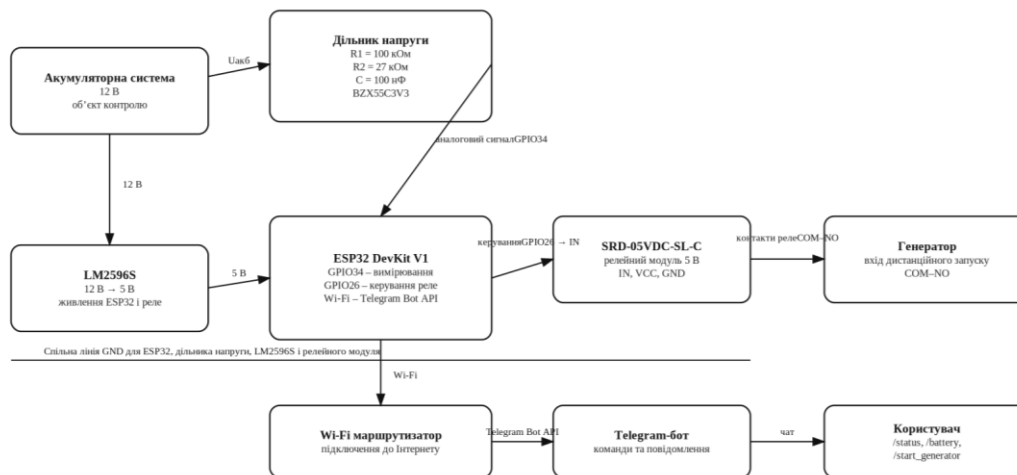 Дільник напруги
R1 = 100 кОм
R2 = 27 кОм
C = 100 нФ
BZX55C3V3
Uакб
Акумуляторна система
12 В
об’єкт контролю
аналоговий сигналGPIO34
12 В
LM2596S
12 В → 5 В
живлення ESP32 і реле
5 В
ESP32 DevKit V1
GPIO34 – вимірювання
GPIO26 – керування реле
Wi-Fi – Telegram Bot API
керуванняGPIO26 → IN
SRD-05VDC-SL-C
релейний модуль 5 В
IN, VCC, GND
контакти релеCOM–NO
Генератор
вхід дистанційного запуску
COM–NO
Спільна лінія GND для ESP32, дільника напруги, LM2596S і релейного модуля
Wi-Fi
Wi-Fi маршрутизатор
підключення до Інтернету
Telegram Bot API
Telegram-бот
команди та повідомлення
чат
Користувач
/status, /battery,
/start_generator